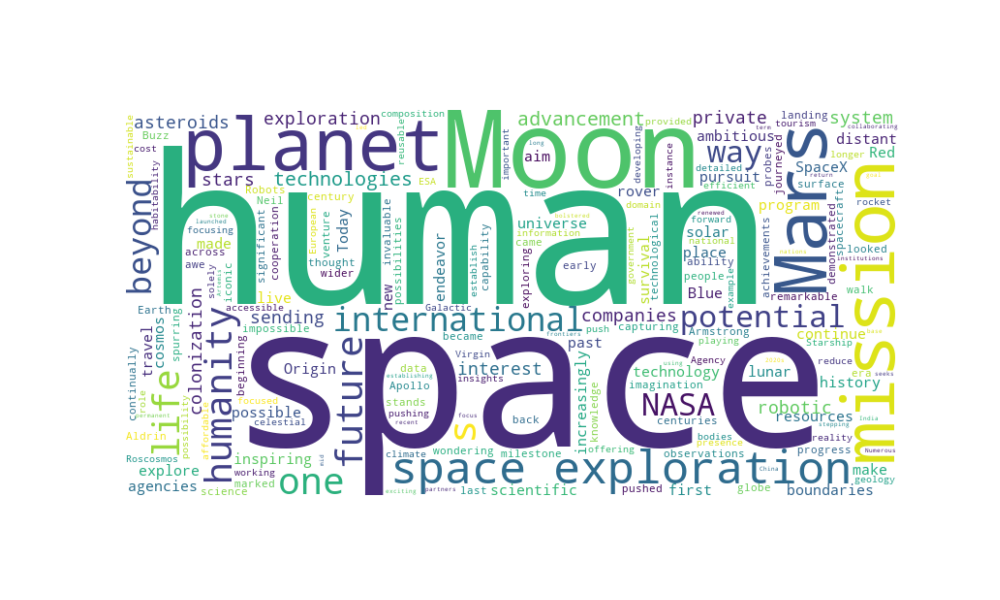 human
space
Moon
planet
Mars
mission
space exploration
international
future
humanity
life
beyond
one
NASA
way
potential
s
asteroids
exploration
composition
advancement
provided
private
landing
tourism
system
collaborating
Buzz
cost
sustainable
stars
technologies
ESA
reusable
important
long
aim
time
developing
instance
detailed
term
ambitious
pursuit
efficient
probes
journeyed
distant
longer
Red
SpaceX
return
goal
surface
rocket
habitability
Robots
Neil
century
European
stone
launched
focusing
made
across
awe
solely
Artemis
iconic
significant
cooperation
venture
Today
thought
wider
new
invaluable
possibilities
endeavor
establish
capability
information
universe
came
exploring
bolstered
early
domain
rover
government
survival
technological
renewed
forward
national
solar
place
ability
people
example
Blue
program
achievements
remarkable
demonstrated
spacecraft
looked
institutions
nations
walk
Earth
cosmos
travel
spurring
impossible
live
accessible
sending
beginning
colonization
Galactic
became
frontiers
push
companies
capturing
past
Armstrong
playing
continue
Starship
reduce
base
era
seeks
history
continually
role
permanent
possibility
affordable
Aldrin
Roscosmos
explore
agencies
science
Origin
possible
focused
celestial
inspiring
working
marked
mid
data
establishing
Apollo
stands
pushing
recent
climate
wondering
exciting
partners
Virgin
interest
insights
focus
milestone
last
scientific
back
offering
increasingly
knowledge
imagination
technology
centuries
Agency
lunar
bodies
presence
observations
pushed
first
globe
China
India
stepping
robotic
resources
reality
progress
Numerous
make
geology
boundaries
using